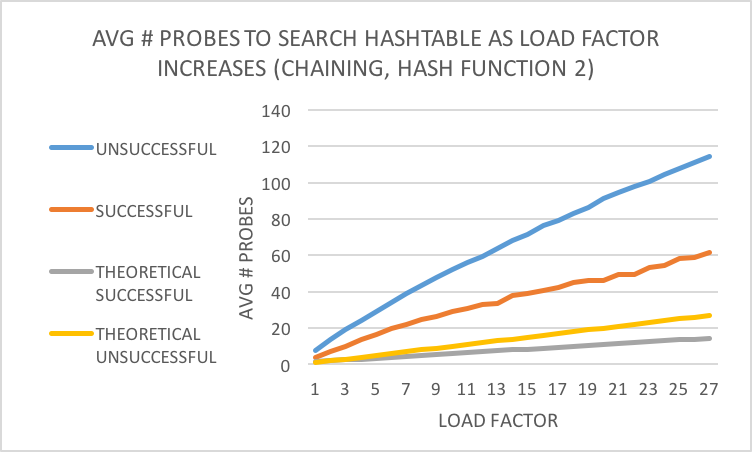 AVG # PROBES TO SEARCH HASHTABLE AS LOAD FACTOR
INCREASES (CHAINING, HASH FUNCTION 2)
UNSUCCESSFUL
SUCCESSFUL
THEORETICAL
SUCCESSFUL
THEORETICAL
UNSUCCESSFUL
AVG # PROBES
140
120
100
80
60
40
20
0
1 3 5 7 9 11 13 15 17 19 21 23 25 27
LOAD FACTOR